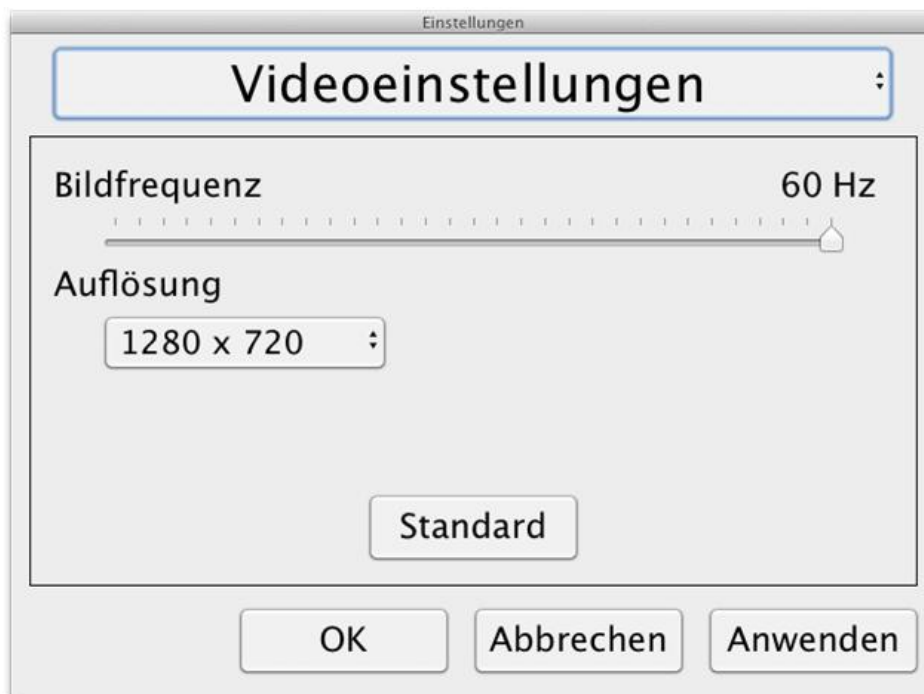 Einstellungen
Videoeinstellungen
Bildfrequenz 60 Hz
Auflösung
1280 x 720
Standard
OK Abbrechen Anwenden